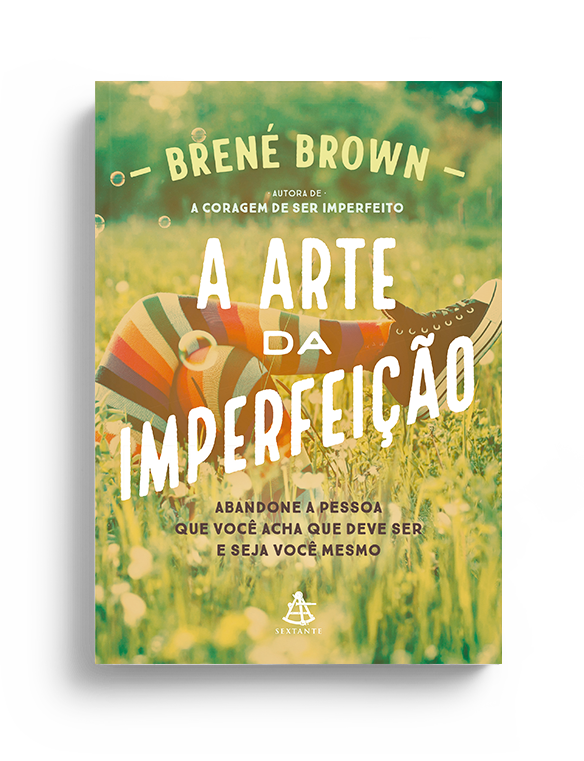 BRENÉ BROWN
AUTORA DE
A CORAGEM DE SER IMPERFEITO
A ARTE
DA
IMPERFEIÇÃO
ABANDONE A PESSOA
QUE VOCÊ ACHA QUE DEVE SER
E SEJA VOCÊ MESMO
SEXTANTE